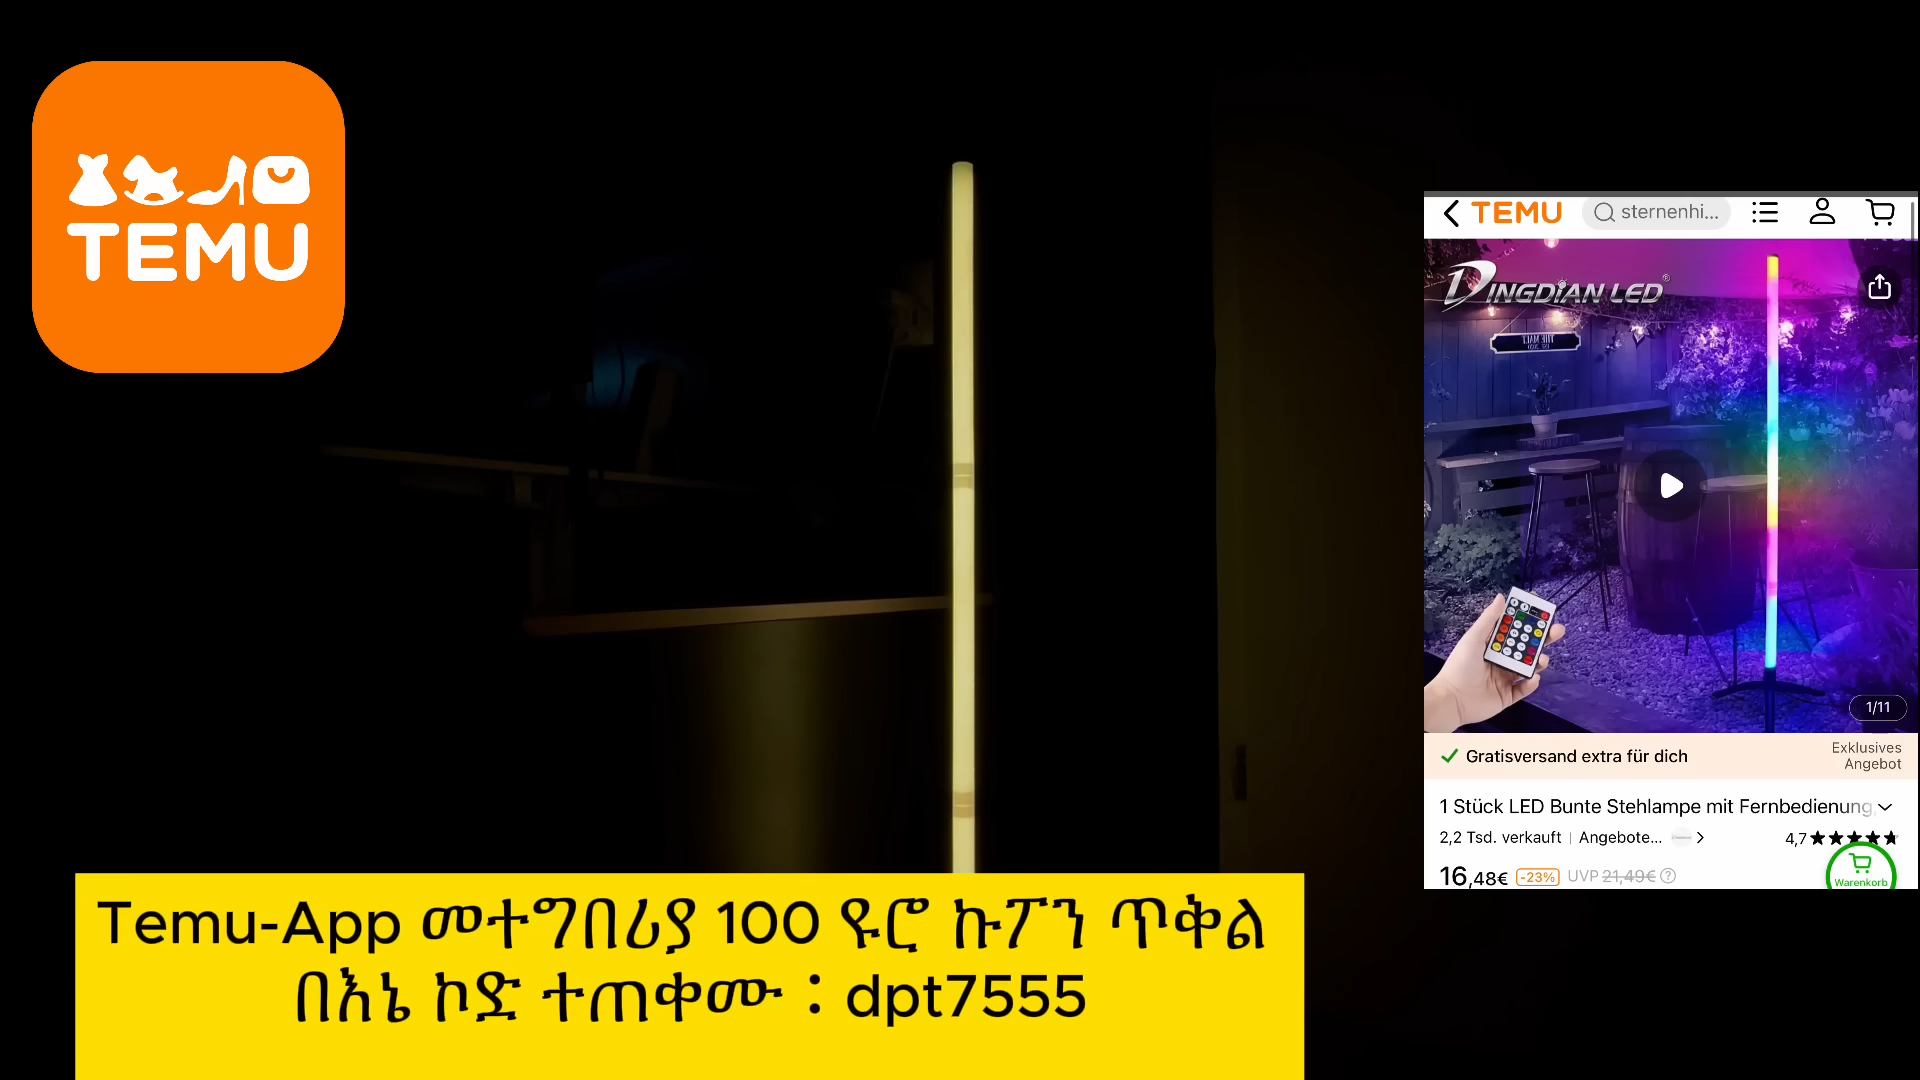 TEMU
TEMU
sternenhi...
DINGDIAN LED®
THE MALT
1/11
Gratisversand extra für dich
Exklusives
Angebot
1 Stück LED Bunte Stehlampe mit Fernbedienung,
2,2 Tsd. verkauft | Angebote...
4,7
16,48€ -23% UVP 21,49€
Warenkorb
Temu-App መተግበሪያ 100 ዩሮ ኩፖን ጥቅል
በእኔ ኮድ ተጠቀሙ : dpt7555